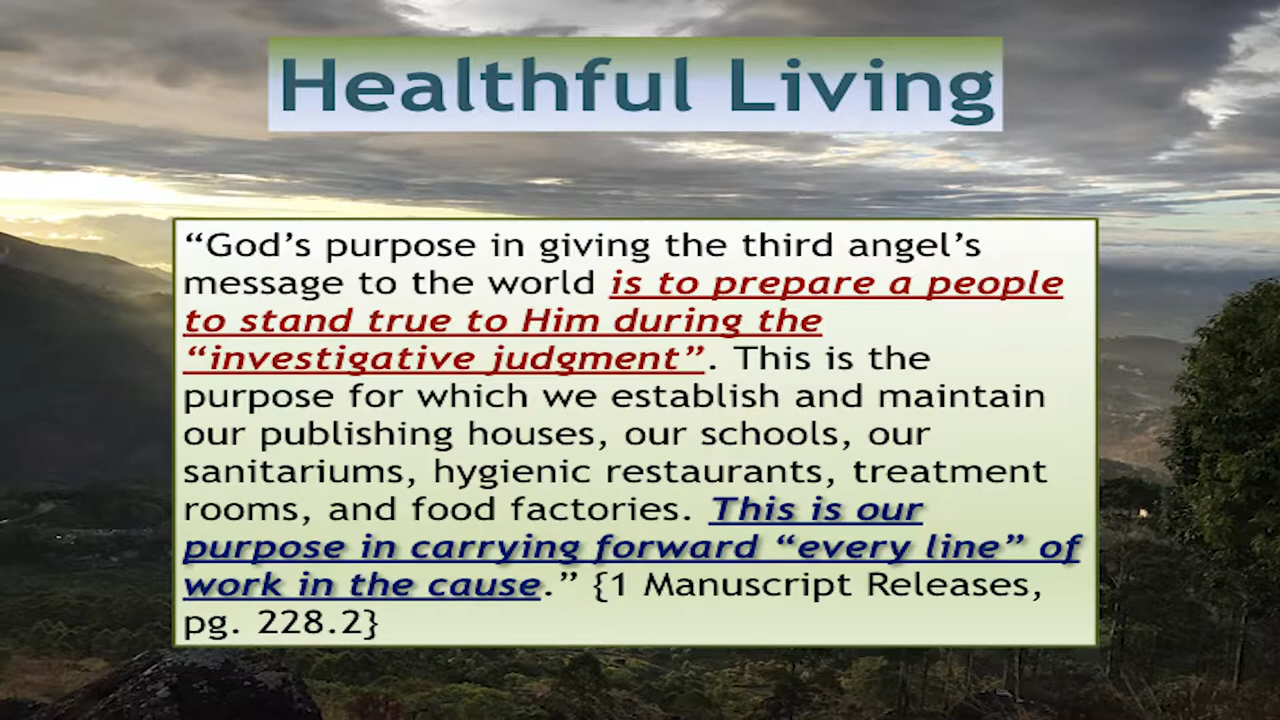 Healthful Living
“God’s purpose in giving the third angel’s
message to the world is to prepare a people
to stand true to Him during the
“investigative judgment”. This is the
purpose for which we establish and maintain
our publishing houses, our schools, our
sanitariums, hygienic restaurants, treatment
rooms, and food factories. This is our
purpose in carrying forward “every line” of
work in the cause.” {1 Manuscript Releases,
pg. 228.2}